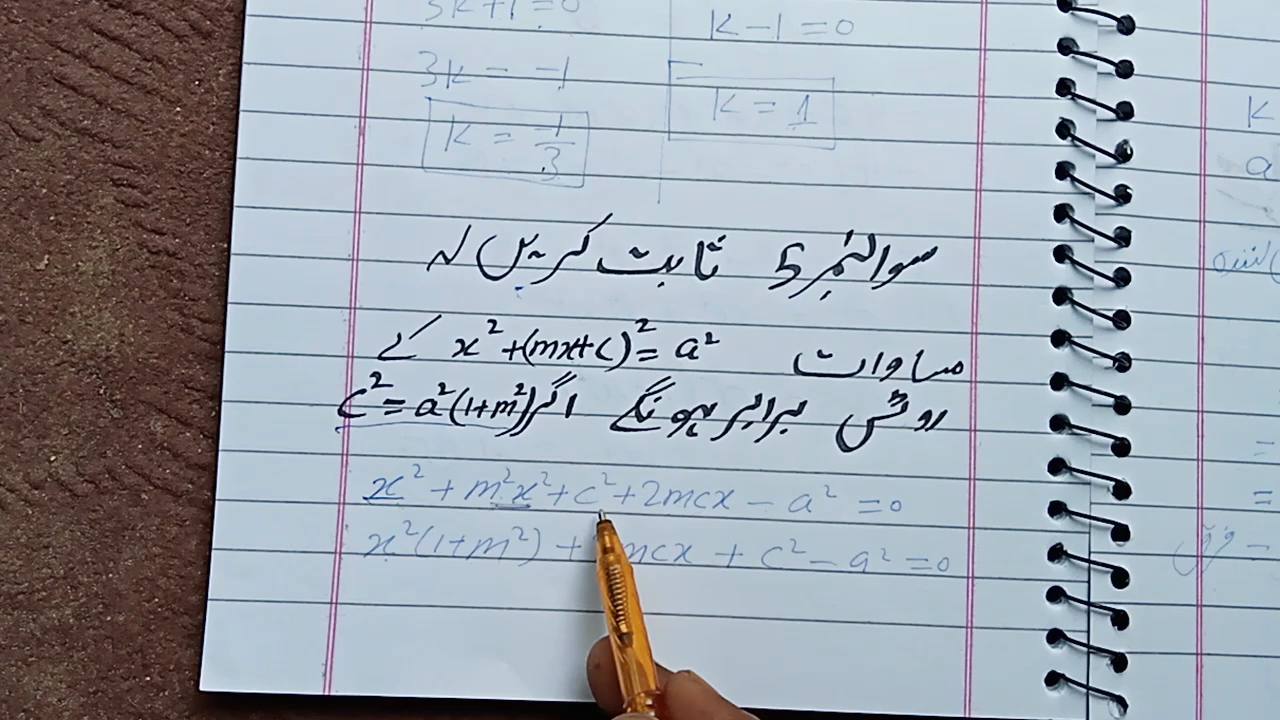 3k+1=0
k-1=0
3k = -1
k = -1/3
k = 1
سوال نمبر 5 ثابت کریں کہ
مساوات x²+(mx+c)²=a² کے
روٹس برابر ہونگے اگر c²=a²(1+m²)
x²+m²x²+c²+2mcx-a²=0
x²(1+m²)+ mcx+c²-a²=0
k
a
=
=